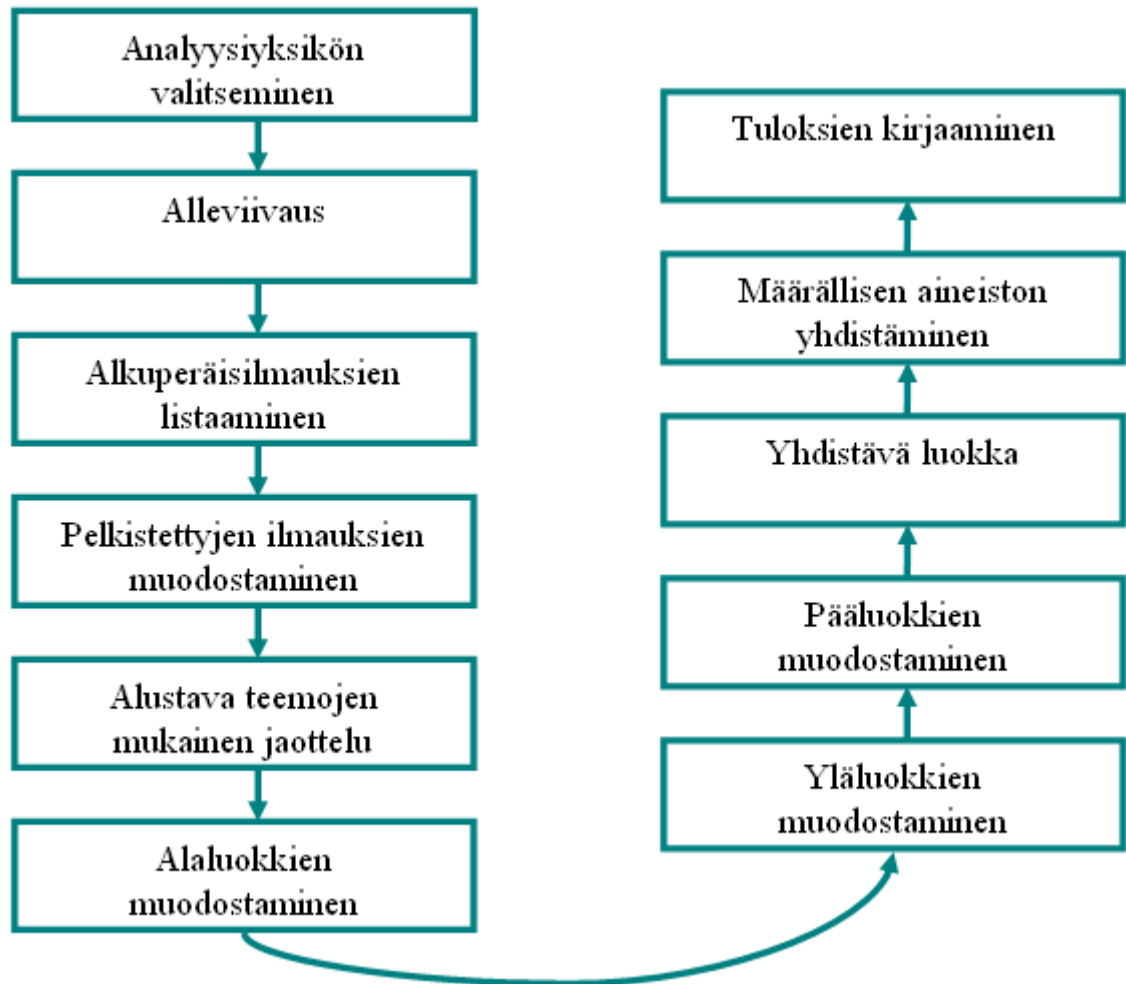 Analyysiyksikön
valitseminen
Alleviivaus
Alkuperäisilmauksien
listaaminen
Pelkistettyjen ilmauksien
muodostaminen
Alustava teemojen
mukainen jaottelu
Alaluokkien
muodostaminen
Yläluokkien
muodostaminen
Pääluokkien
muodostaminen
Yhdistävä luokka
Määrällisen aineiston
yhdistäminen
Tuloksien kirjaaminen